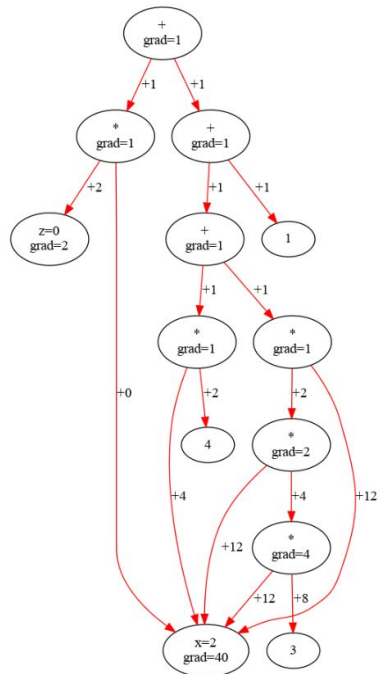 +
grad=1
+1
+1
*
grad=1
+
grad=1
+2
+1
+1
z=0
grad=2
+
grad=1
1
+1
+1
*
grad=1
*
grad=1
+0
+2
+2
4
*
grad=2
+4
+12
+12
+4
*
grad=4
+12
+8
x=2
grad=40
3